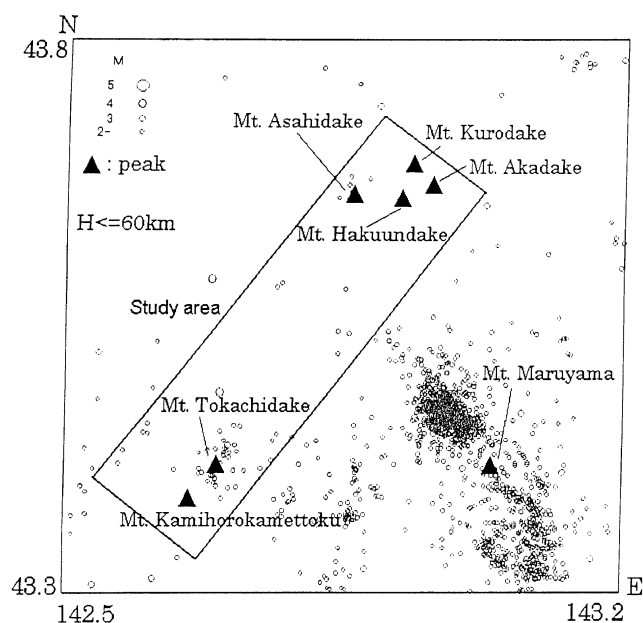 N
43.8
M
5
4
3
2-
▲ : peak
H<=60km
Mt. Asahidake
Mt. Kurodake
Mt. Akadake
Mt. Hakuundake
Study area
Mt. Maruyama
Mt. Tokachidake
Mt. Kamihorokamettoku
43.3
E
142.5
143.2